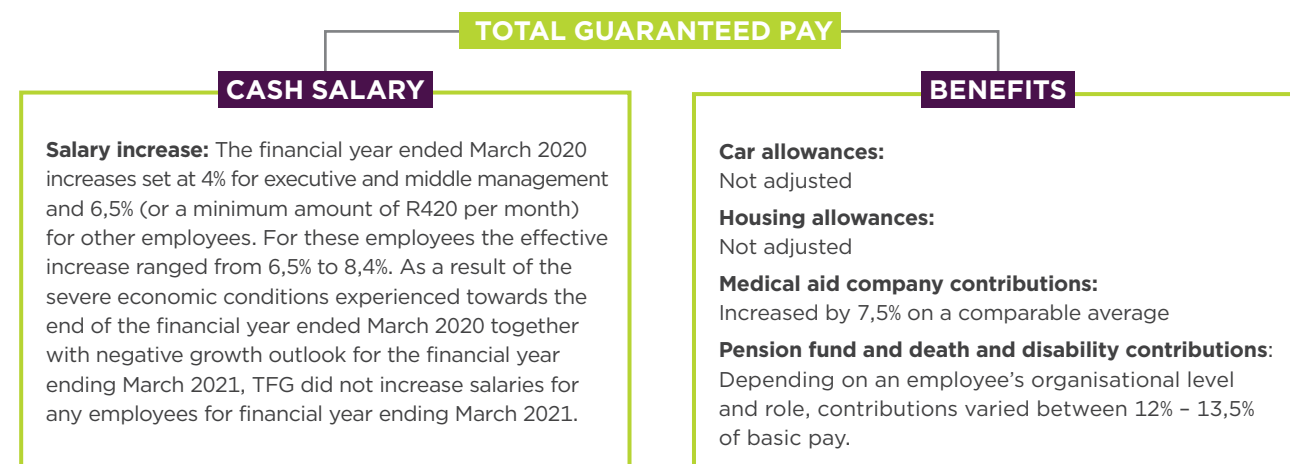 TOTAL GUARANTEED PAY
CASH SALARY
Salary increase: The financial year ended March 2020
increases set at 4% for executive and middle management
and 6,5% (or a minimum amount of R420 per month)
for other employees. For these employees the effective
increase ranged from 6,5% to 8,4%. As a result of the
severe economic conditions experienced towards the
end of the financial year ended March 2020 together
with negative growth outlook for the financial year
ending March 2021, TFG did not increase salaries for
any employees for financial year ending March 2021.
BENEFITS
Car allowances:
Not adjusted
Housing allowances:
Not adjusted
Medical aid company contributions:
Increased by 7,5% on a comparable average
Pension fund and death and disability contributions:
Depending on an employee’s organisational level
and role, contributions varied between 12% – 13,5%
of basic pay.